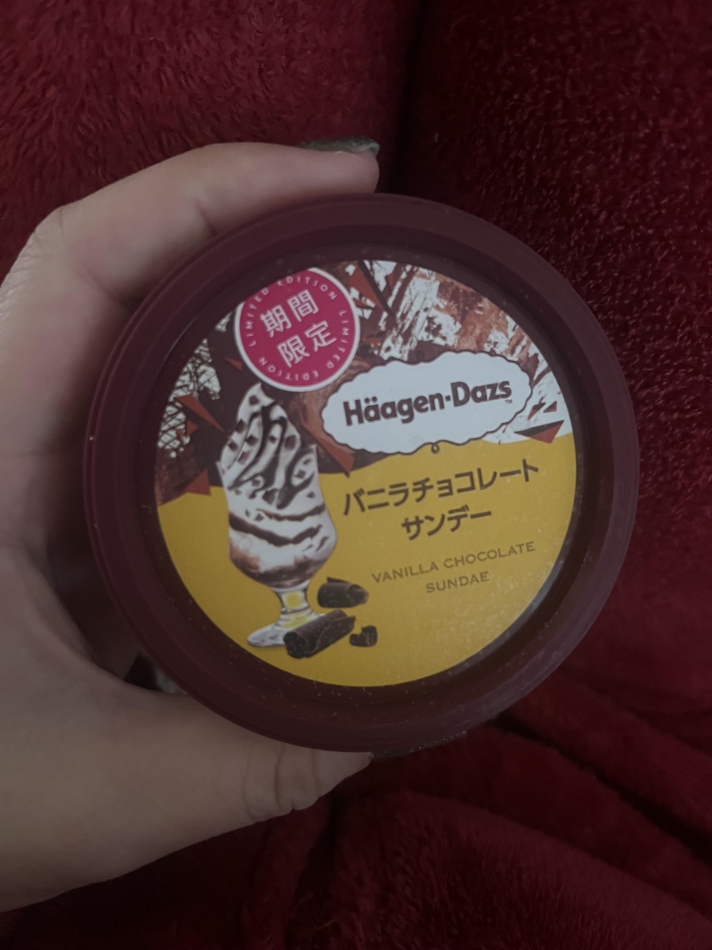 LIMITED EDITION
期間
限定
LIMITED EDITION
Häagen-Dazs™
バニラチョコレート
サンデー
VANILLA CHOCOLATE
SUNDAE